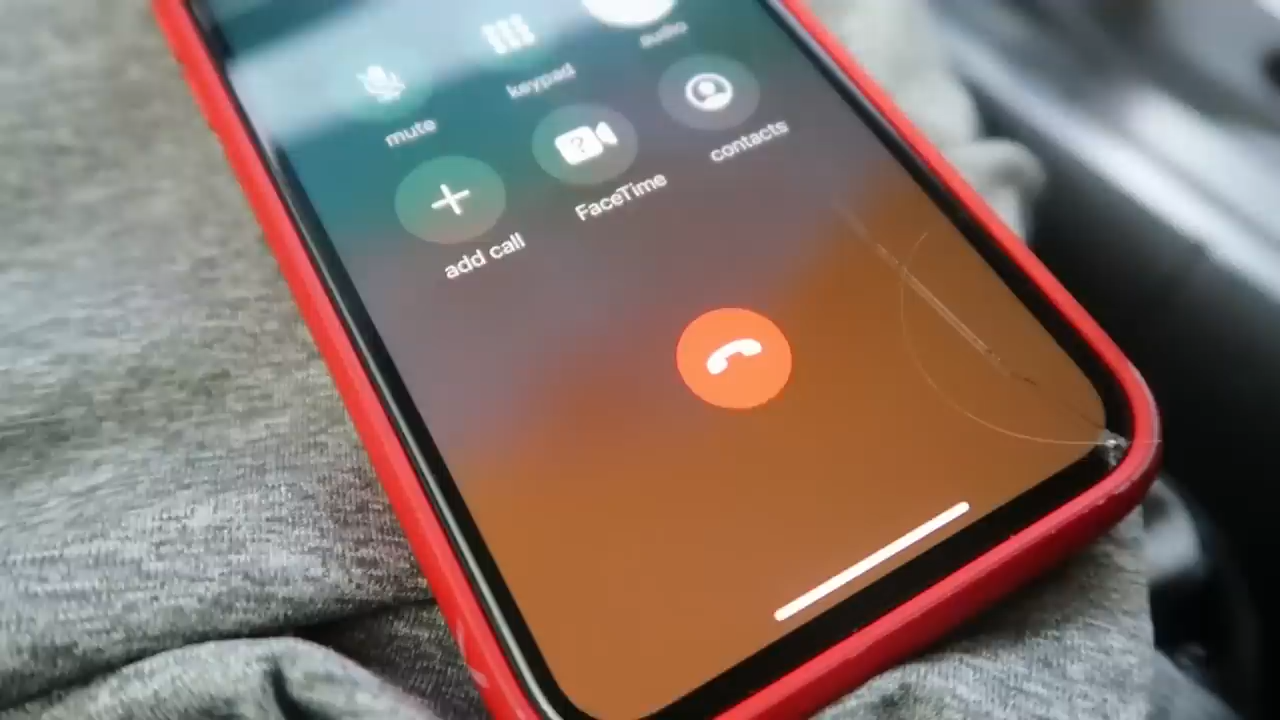 mute
keypad
audio
add call
FaceTime
contacts